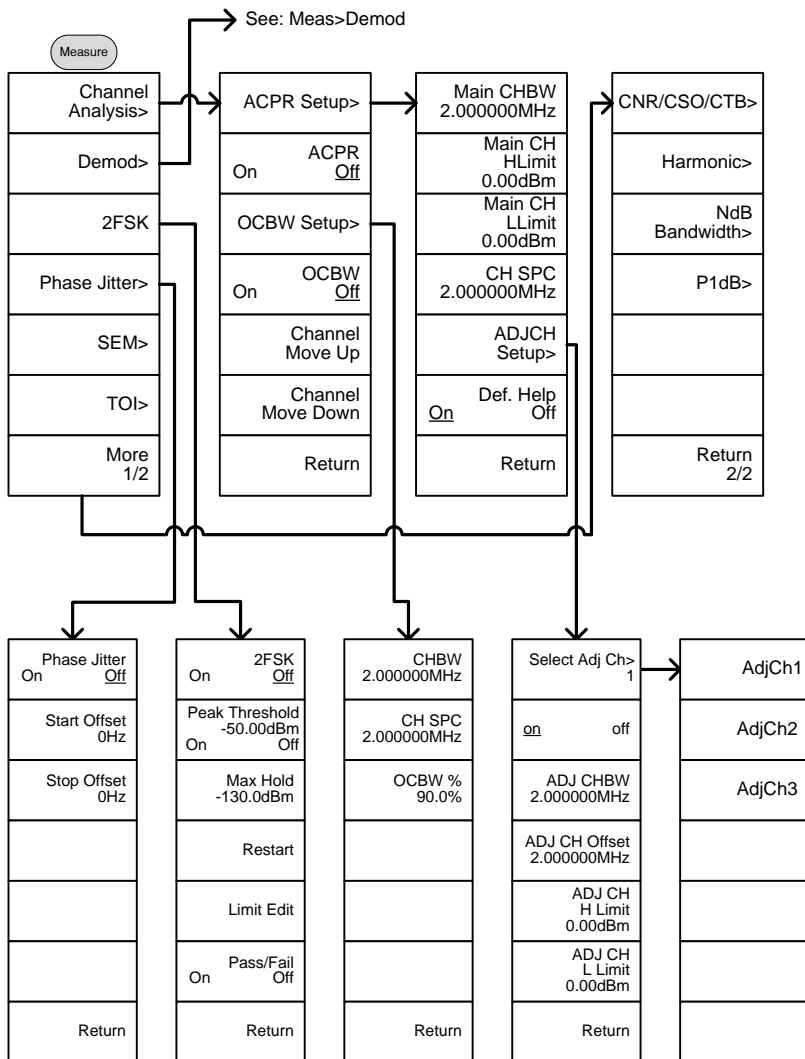 See: Meas>Demod
Measure
Channel
Analysis>
Demod>
2FSK
Phase Jitter>
SEM>
TOI>
More
1/2
ACPR Setup>
ACPR
On Off
OCBW Setup>
OCBW
On Off
Channel
Move Up
Channel
Move Down
Return
Main CHBW
2.000000MHz
Main CH
HLimit
0.00dBm
Main CH
LLimit
0.00dBm
CH SPC
2.000000MHz
ADJCH
Setup>
Def. Help
On Off
Return
CNR/CSO/CTB>
Harmonic>
NdB
Bandwidth>
P1dB>
Return
2/2
Phase Jitter
On Off
Start Offset
0Hz
Stop Offset
0Hz
Return
2FSK
On Off
Peak Threshold
-50.00dBm
On Off
Max Hold
-130.0dBm
Restart
Limit Edit
Pass/Fail
On Off
Return
CHBW
2.000000MHz
CH SPC
2.000000MHz
OCBW %
90.0%
Return
Select Adj Ch>
1
on off
ADJ CHBW
2.000000MHz
ADJ CH Offset
2.000000MHz
ADJ CH
H Limit
0.00dBm
ADJ CH
L Limit
0.00dBm
Return
AdjCh1
AdjCh2
AdjCh3